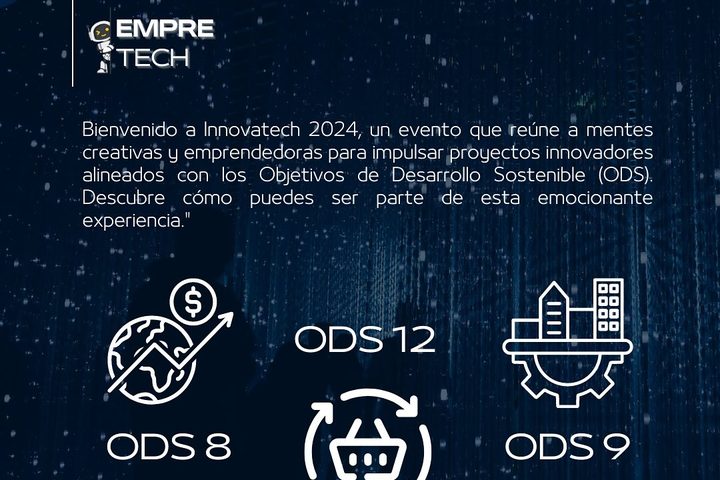 EMPRE
TECH
Bienvenido a Innovatech 2024, un evento que reúne a mentes
creativas y emprendedoras para impulsar proyectos innovadores
alineados con los Objetivos de Desarrollo Sostenible (ODS).
Descubre cómo puedes ser parte de esta emocionante
experiencia."
$
ODS 12
ODS 8
ODS 9